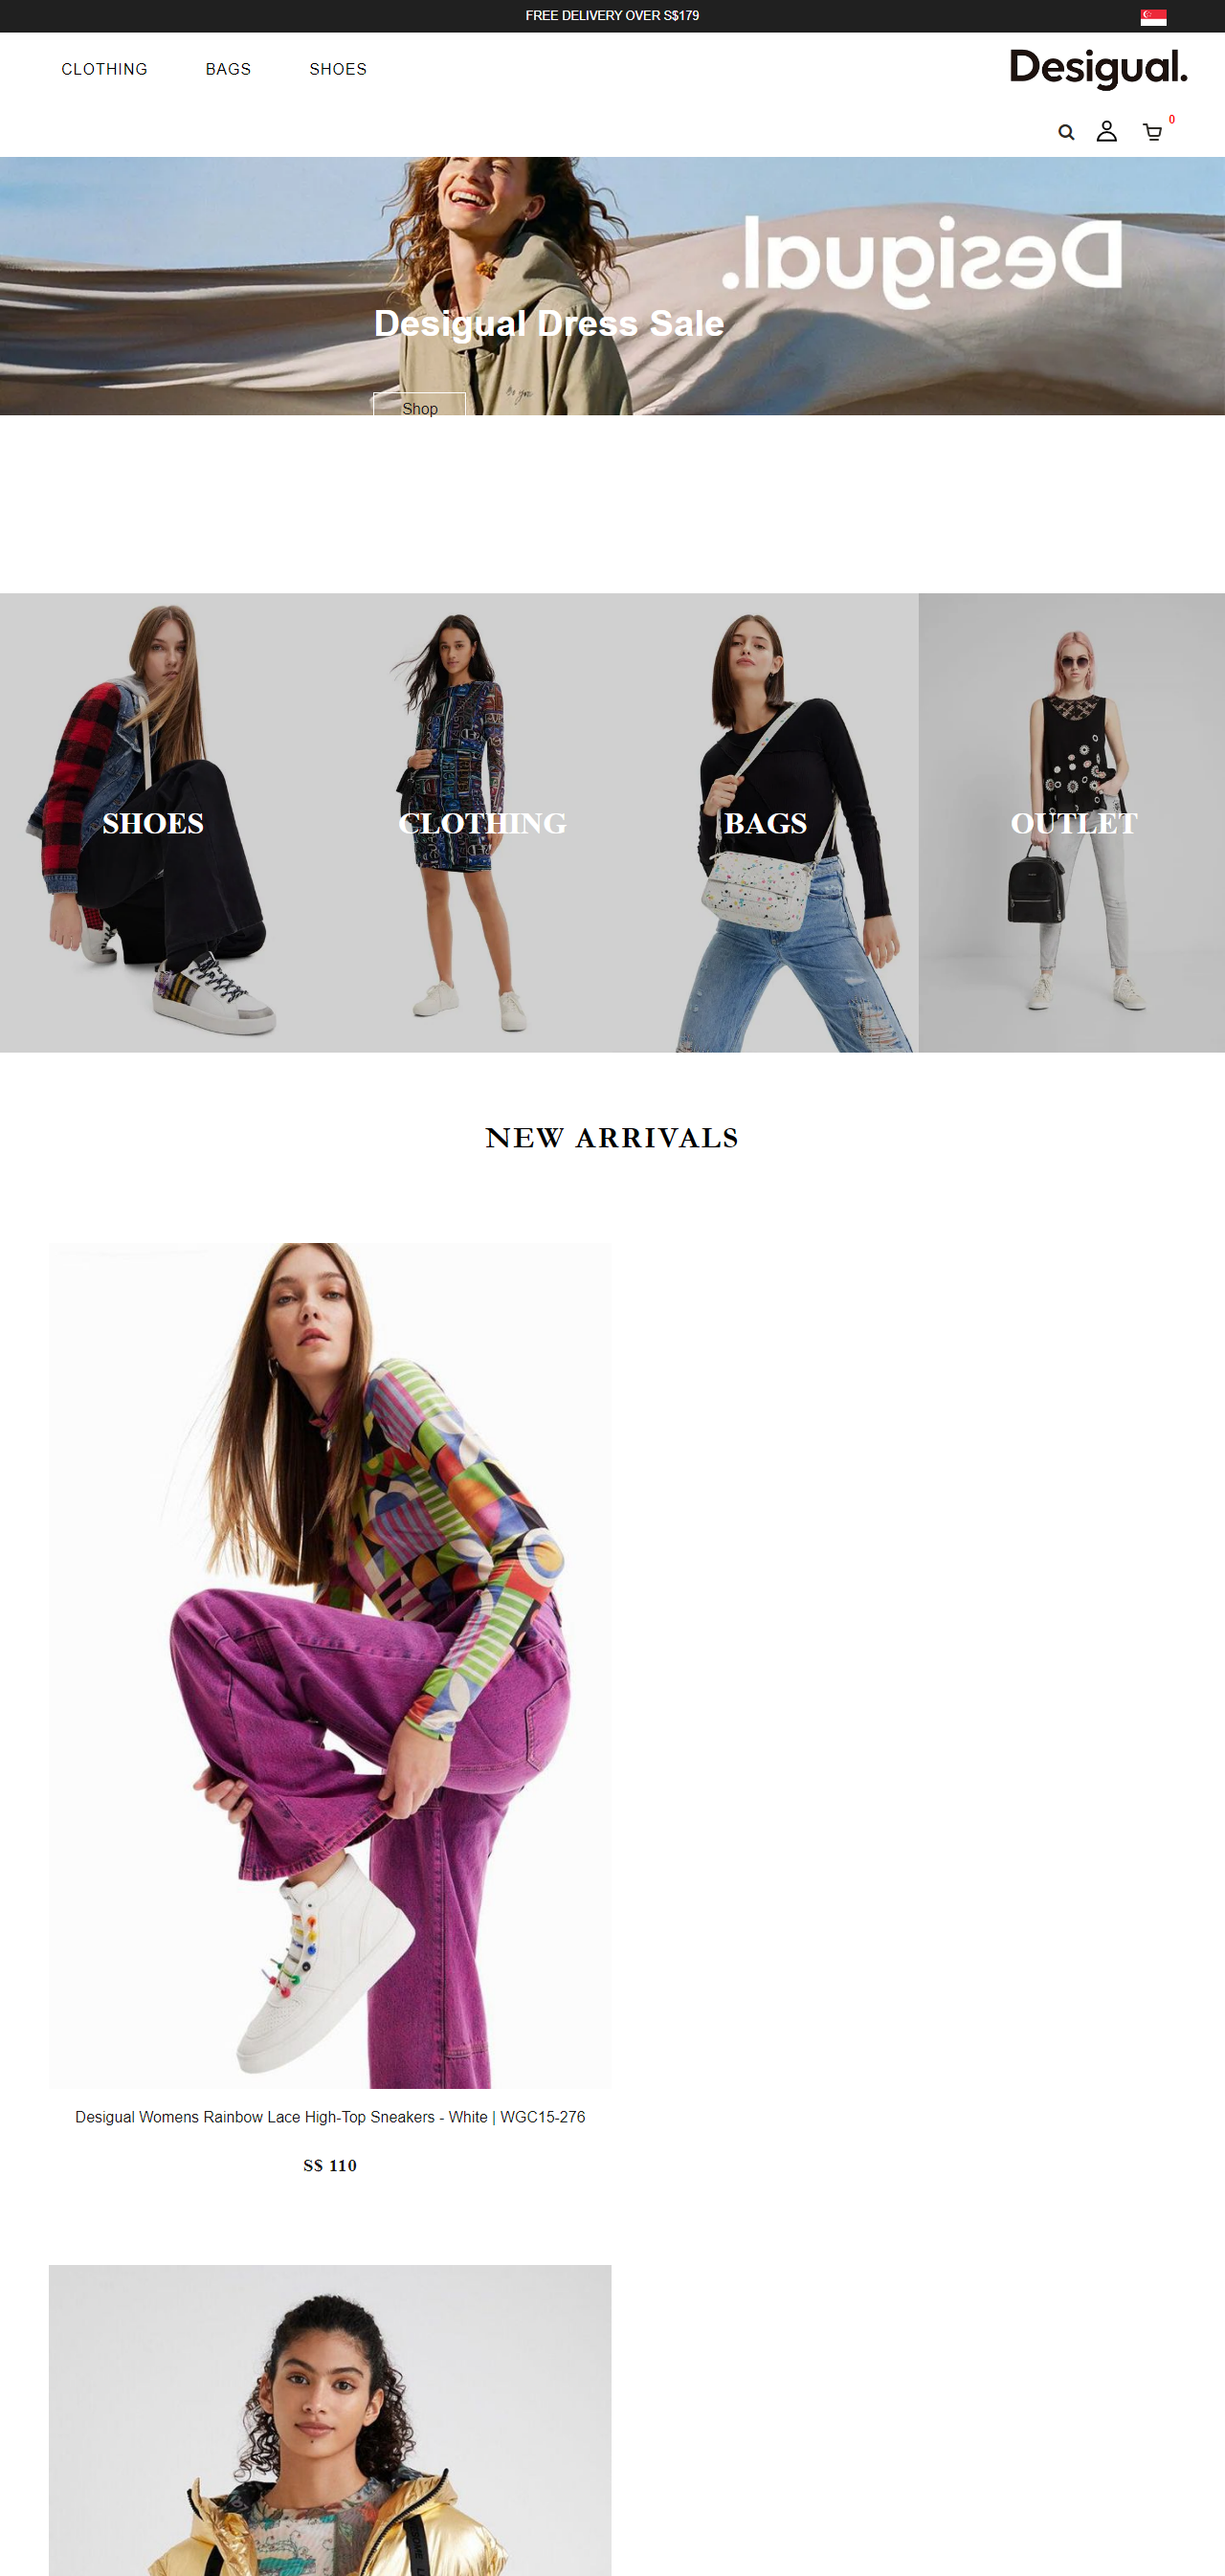 FREE DELIVERY OVER S$179
CLOTHING BAGS SHOES
Desigual.
0
Desigual.
Desigual Dress Sale
Shop
SHOES CLOTHING BAGS OUTLET
NEW ARRIVALS
Desigual Womens Rainbow Lace High-Top Sneakers - White | WGC15-276
S$ 110